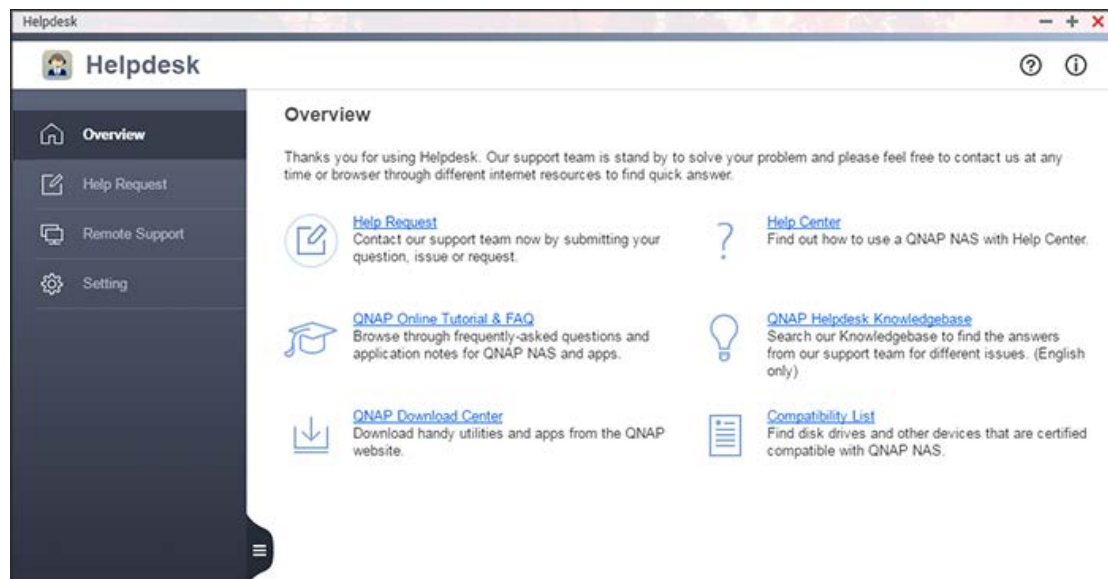 Helpdesk
Helpdesk
Overview
Help Request
Remote Support
Setting
Overview
Thanks you for using Helpdesk. Our support team is stand by to solve your problem and please feel free to contact us at any
time or browser through different internet resources to find quick answer.
Help Request
Contact our support team now by submitting your
question, issue or request.
Help Center
Find out how to use a QNAP NAS with Help Center.
QNAP Online Tutorial & FAQ
Browse through frequently-asked questions and
application notes for QNAP NAS and apps.
QNAP Helpdesk Knowledgebase
Search our Knowledgebase to find the answers
from our support team for different issues. (English
only)
QNAP Download Center
Download handy utilities and apps from the QNAP
website.
Compatibility List
Find disk drives and other devices that are certified
compatible with QNAP NAS.